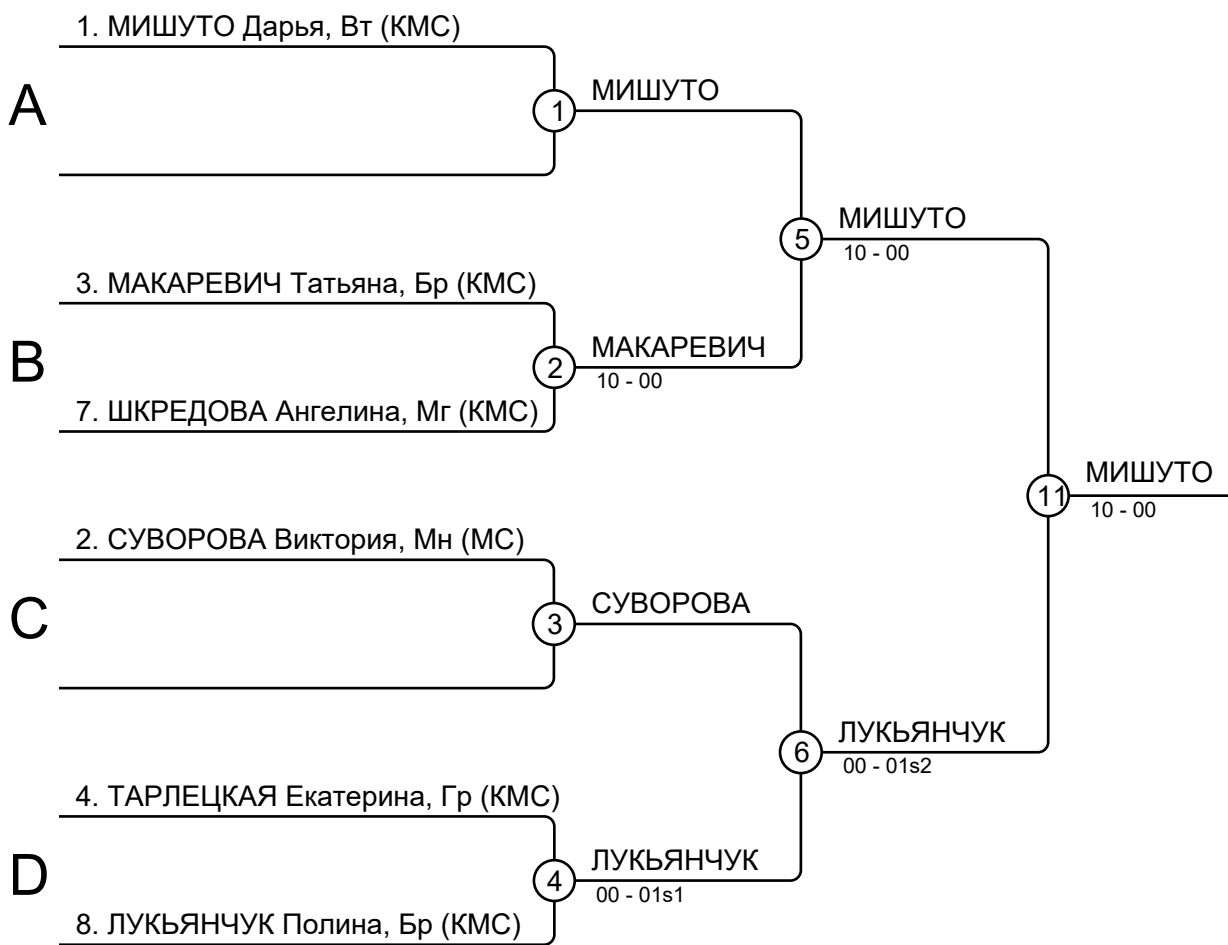 1. МИШУТО Дарья, Вт (КМС)
A
1
МИШУТО
5
МИШУТО
10 - 00
3. МАКАРЕВИЧ Татьяна, Бр (КМС)
B
2
МАКАРЕВИЧ
10 - 00
7. ШКРЕДОВА Ангелина, Мг (КМС)
11
МИШУТО
10 - 00
2. СУВОРОВА Виктория, Мн (МС)
C
3
СУВОРОВА
6
ЛУКЬЯНЧУК
00 - 01s2
4. ТАРЛЕЦКАЯ Екатерина, Гр (КМС)
D
4
ЛУКЬЯНЧУК
00 - 01s1
8. ЛУКЬЯНЧУК Полина, Бр (КМС)